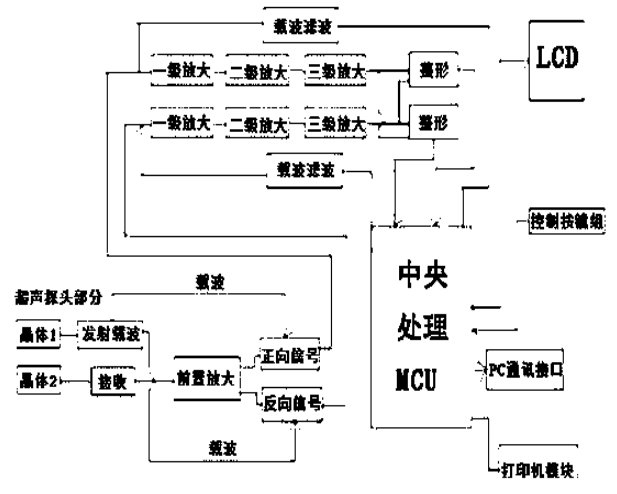 载波滤波
LCD
一级放大 二级放大 三级放大 整形
一级放大 二级放大 三级放大 整形
载波滤波
控制按键组
中央
处理
MCU
载波
超声探头部分
晶体1 发射载波 正向信号
晶体2 接收 前置放大 PC通讯接口
反向信号
载波
打印机模块